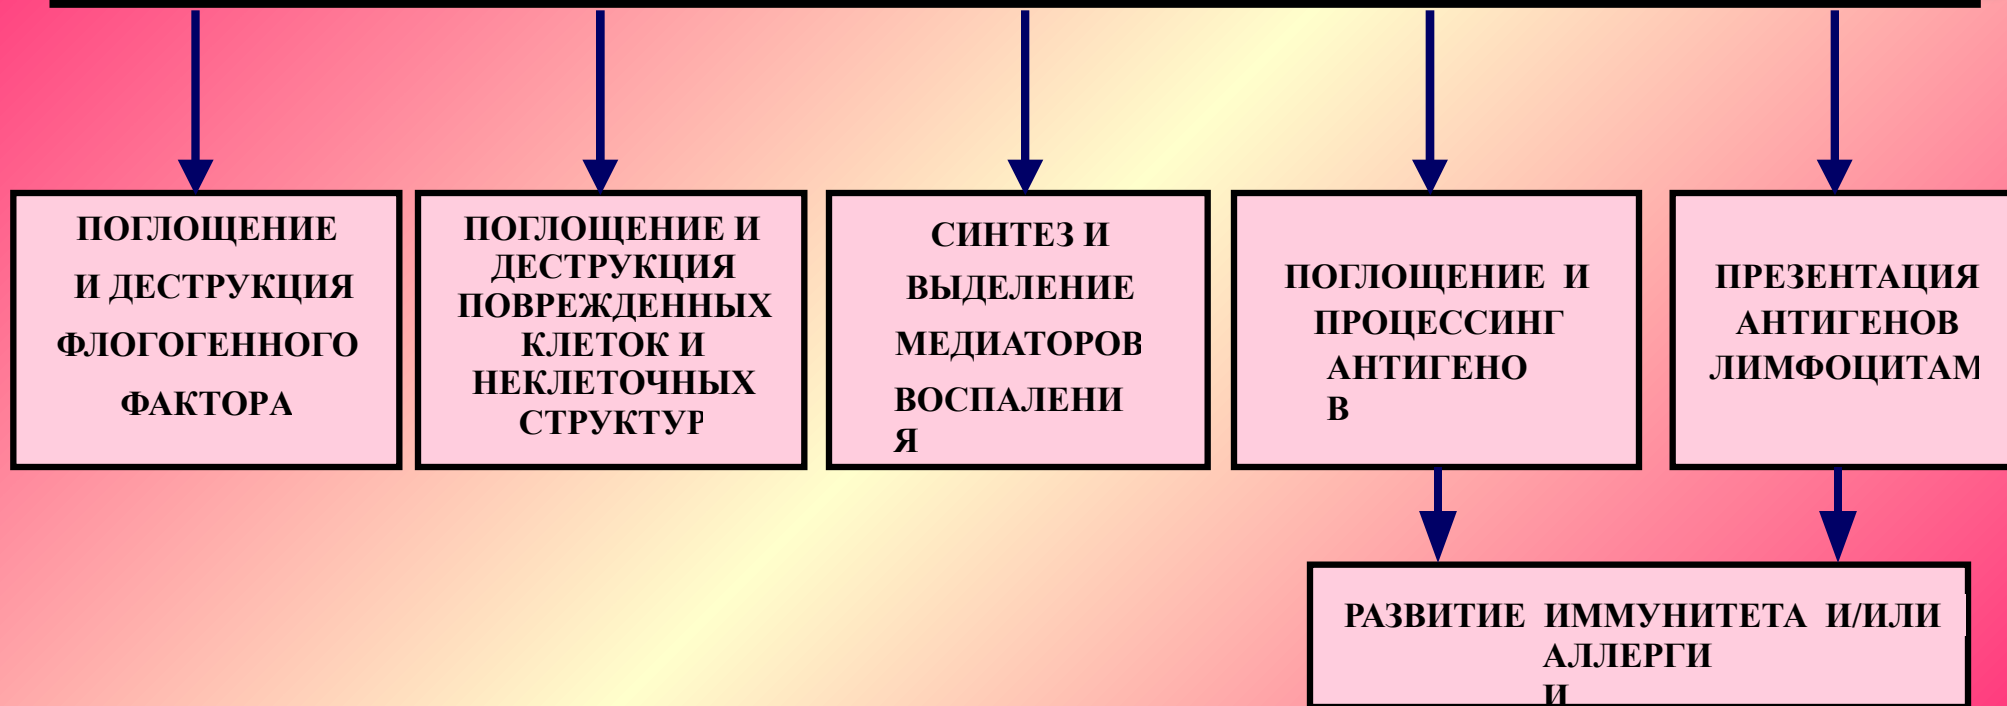 ПОГЛОЩЕНИЕ
И ДЕСТРУКЦИЯ
ФЛОГОГЕННОГО
ФАКТОРА
ПОГЛОЩЕНИЕ И
ДЕСТРУКЦИЯ
ПОВРЕЖДЕННЫХ
КЛЕТОК И
НЕКЛЕТОЧНЫХ
СТРУКТУР
СИНТЕЗ И
ВЫДЕЛЕНИЕ
МЕДИАТОРОВ
ВОСПАЛЕНИ
Я
ПОГЛОЩЕНИЕ И
ПРОЦЕССИНГ
АНТИГЕНО
В
ПРЕЗЕНТАЦИЯ
АНТИГЕНОВ
ЛИМФОЦИТАМ
РАЗВИТИЕ ИММУНИТЕТА И/ИЛИ
АЛЛЕРГИ
И